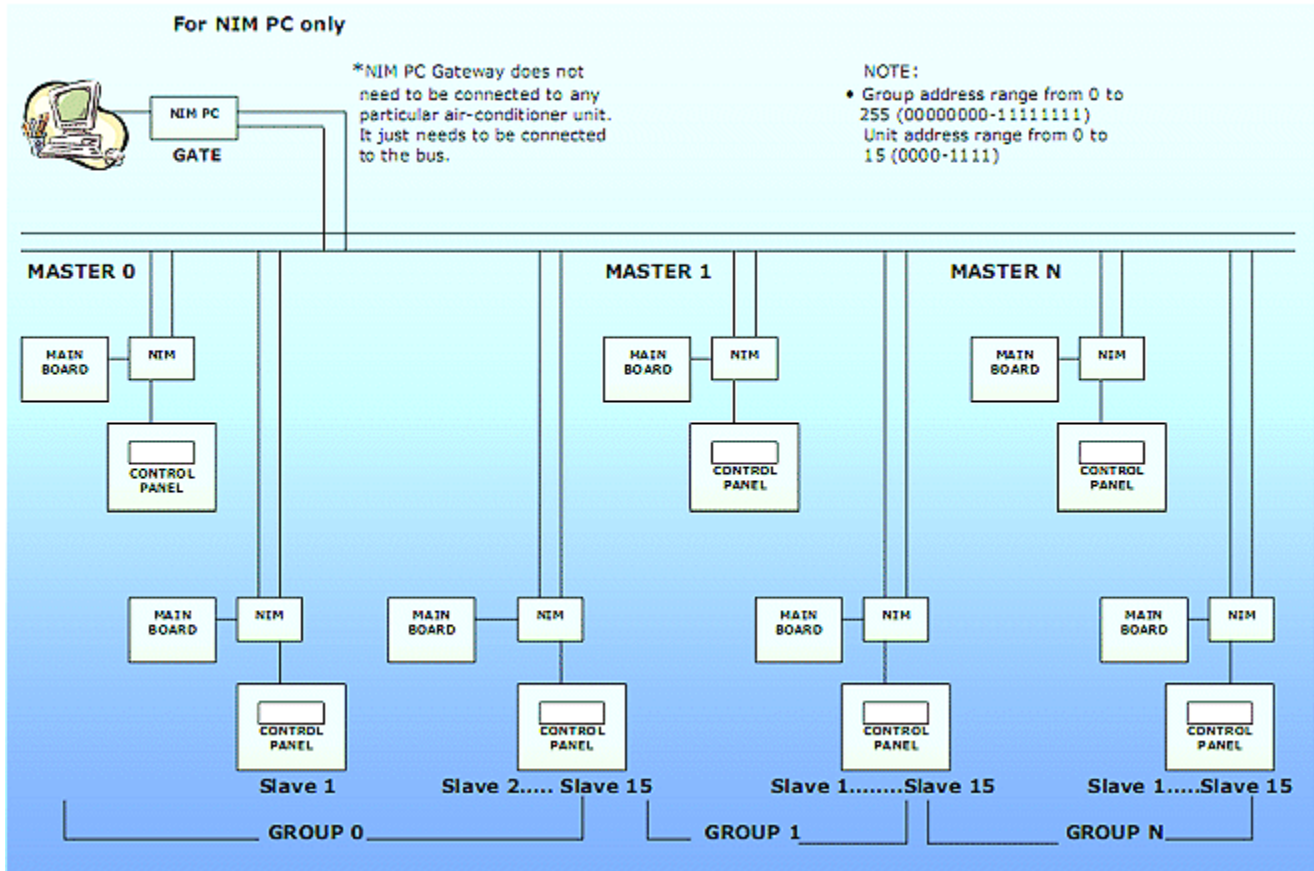 For NIM PC only
*NIM PC Gateway does not
need to be connected to any
particular air-conditioner unit.
It just needs to be connected
to the bus.
NOTE:
• Group address range from 0 to
255 (00000000-11111111)
Unit address range from 0 to
15 (0000-1111)
NIM PC
GATE
MASTER 0
MASTER 1
MASTER N
MAIN
BOARD
NIM
CONTROL
PANEL
MAIN
BOARD
NIM
CONTROL
PANEL
MAIN
BOARD
NIM
CONTROL
PANEL
MAIN
BOARD
NIM
CONTROL
PANEL
MAIN
BOARD
NIM
CONTROL
PANEL
MAIN
BOARD
NIM
CONTROL
PANEL
MAIN
BOARD
NIM
CONTROL
PANEL
Slave 1
Slave 2..... Slave 15
Slave 1........Slave 15
Slave 1.....Slave 15
GROUP 0
GROUP 1
GROUP N